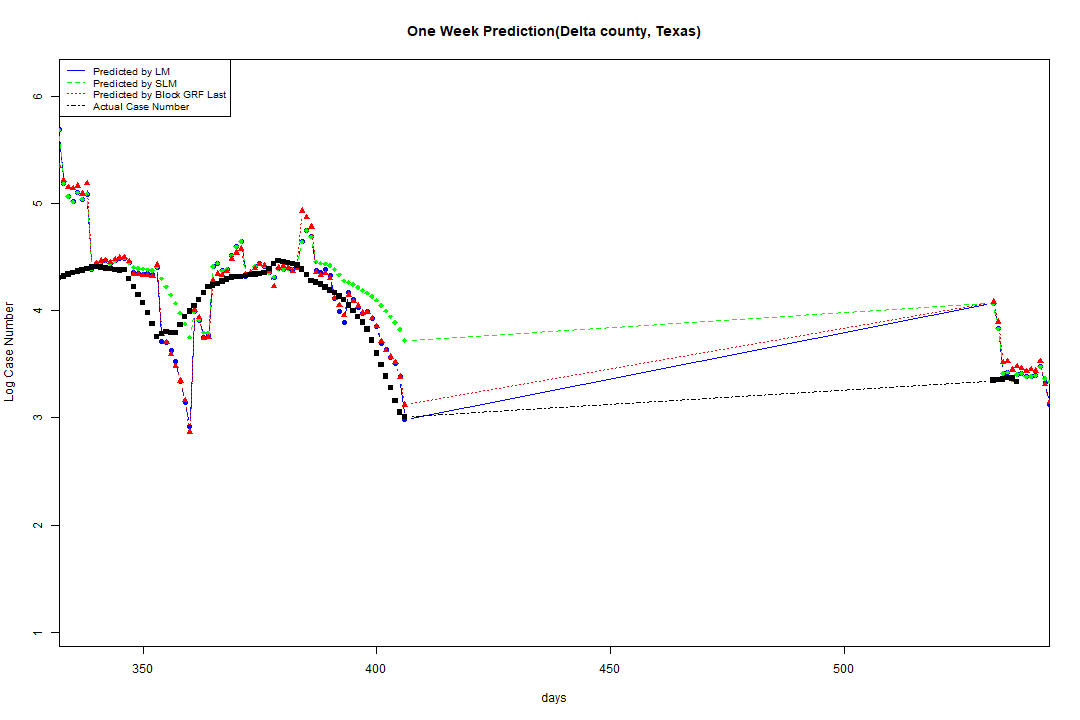 One Week Prediction(Delta county, Texas)
Predicted by LM
Predicted by SLM
Predicted by Block GRF Last
Actual Case Number
6
5
4
3
2
1
Log Case Number
350
400
450
500
days